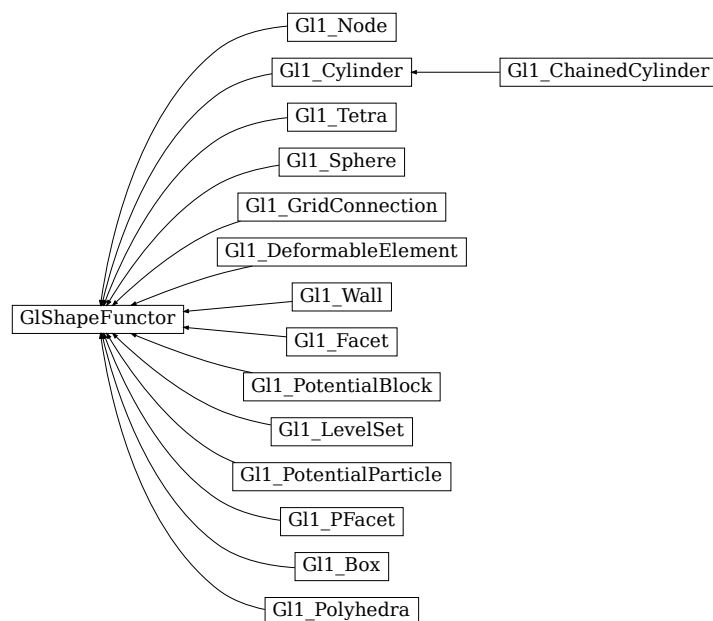 Gl1_Node
Gl1_Cylinder
Gl1_ChainedCylinder
Gl1_Tetra
Gl1_Sphere
Gl1_GridConnection
Gl1_DeformableElement
Gl1_Wall
GlShapeFunctor
Gl1_Facet
Gl1_PotentialBlock
Gl1_LevelSet
Gl1_PotentialParticle
Gl1_PFacet
Gl1_Box
Gl1_Polyhedra